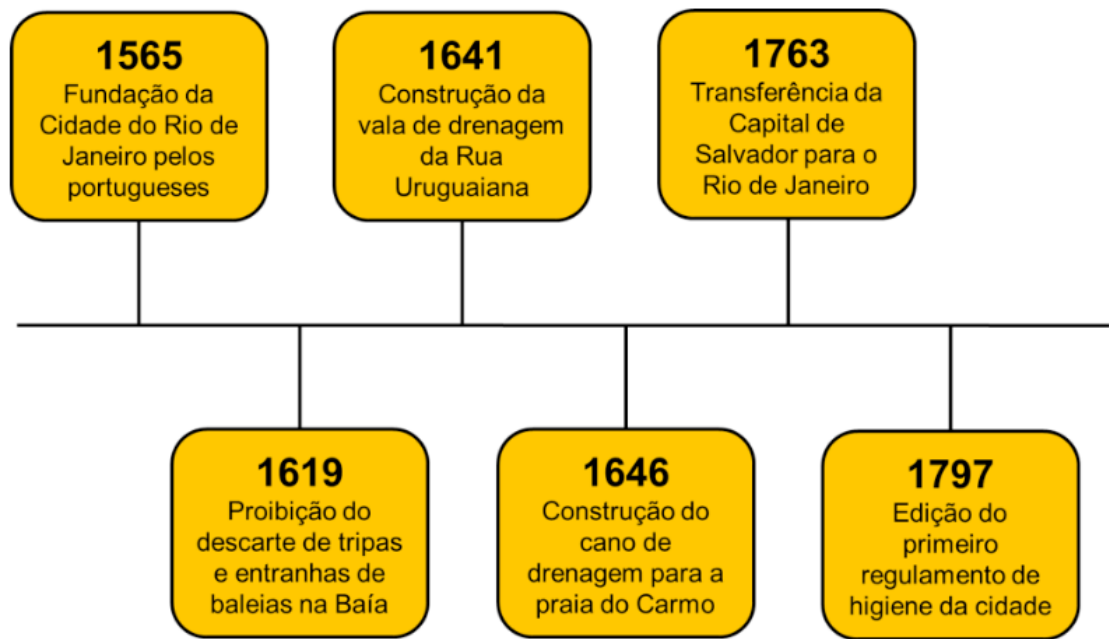 1565
Fundação da
Cidade do Rio de
Janeiro pelos
portugueses
1641
Construção da
vala de drenagem
da Rua
Uruguaiana
1763
Transferência da
Capital de
Salvador para o
Rio de Janeiro
1619
Proibição do
descarte de tripas
e entranhas de
baleias na Baía
1646
Construção do
cano de
drenagem para a
praia do Carmo
1797
Edição do
primeiro
regulamento de
higiene da cidade